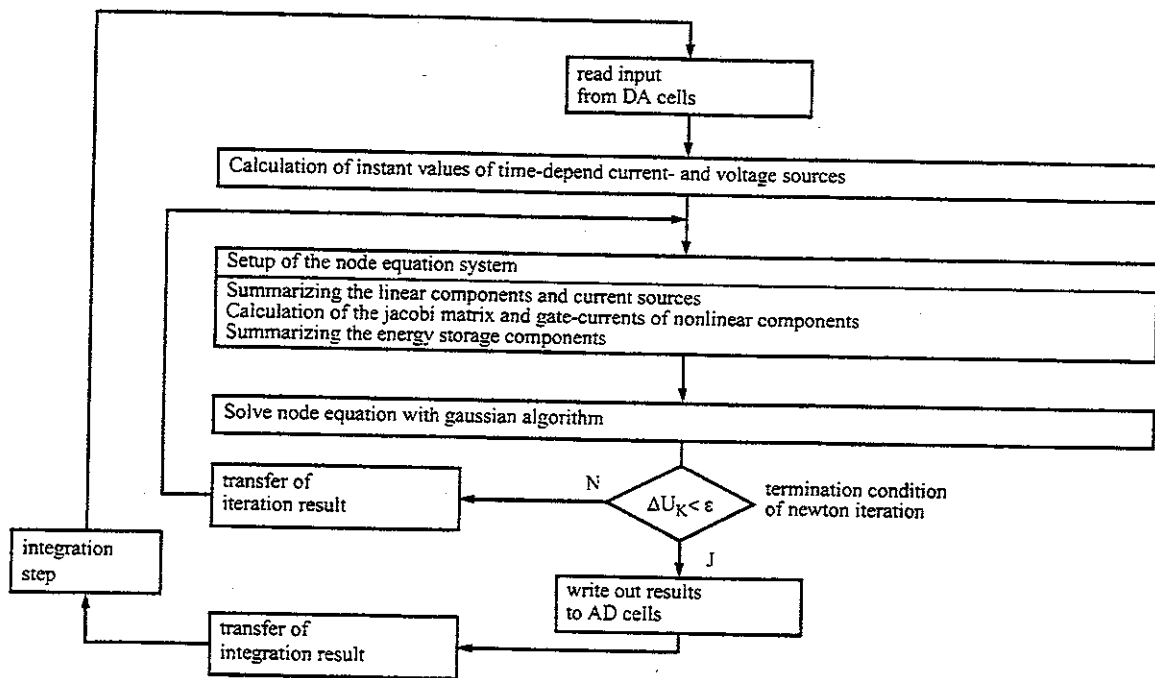 read input
from DA cells
Calculation of instant values of time-depend current- and voltage sources
Setup of the node equation system
Summarizing the linear components and current sources
Calculation of the jacobi matrix and gate-currents of nonlinear components
Summarizing the energy storage components
Solve node equation with gaussian algorithm
transfer of
iteration result
N
ΔU_K < ε
termination condition
of newton iteration
J
integration
step
write out results
to AD cells
transfer of
integration result